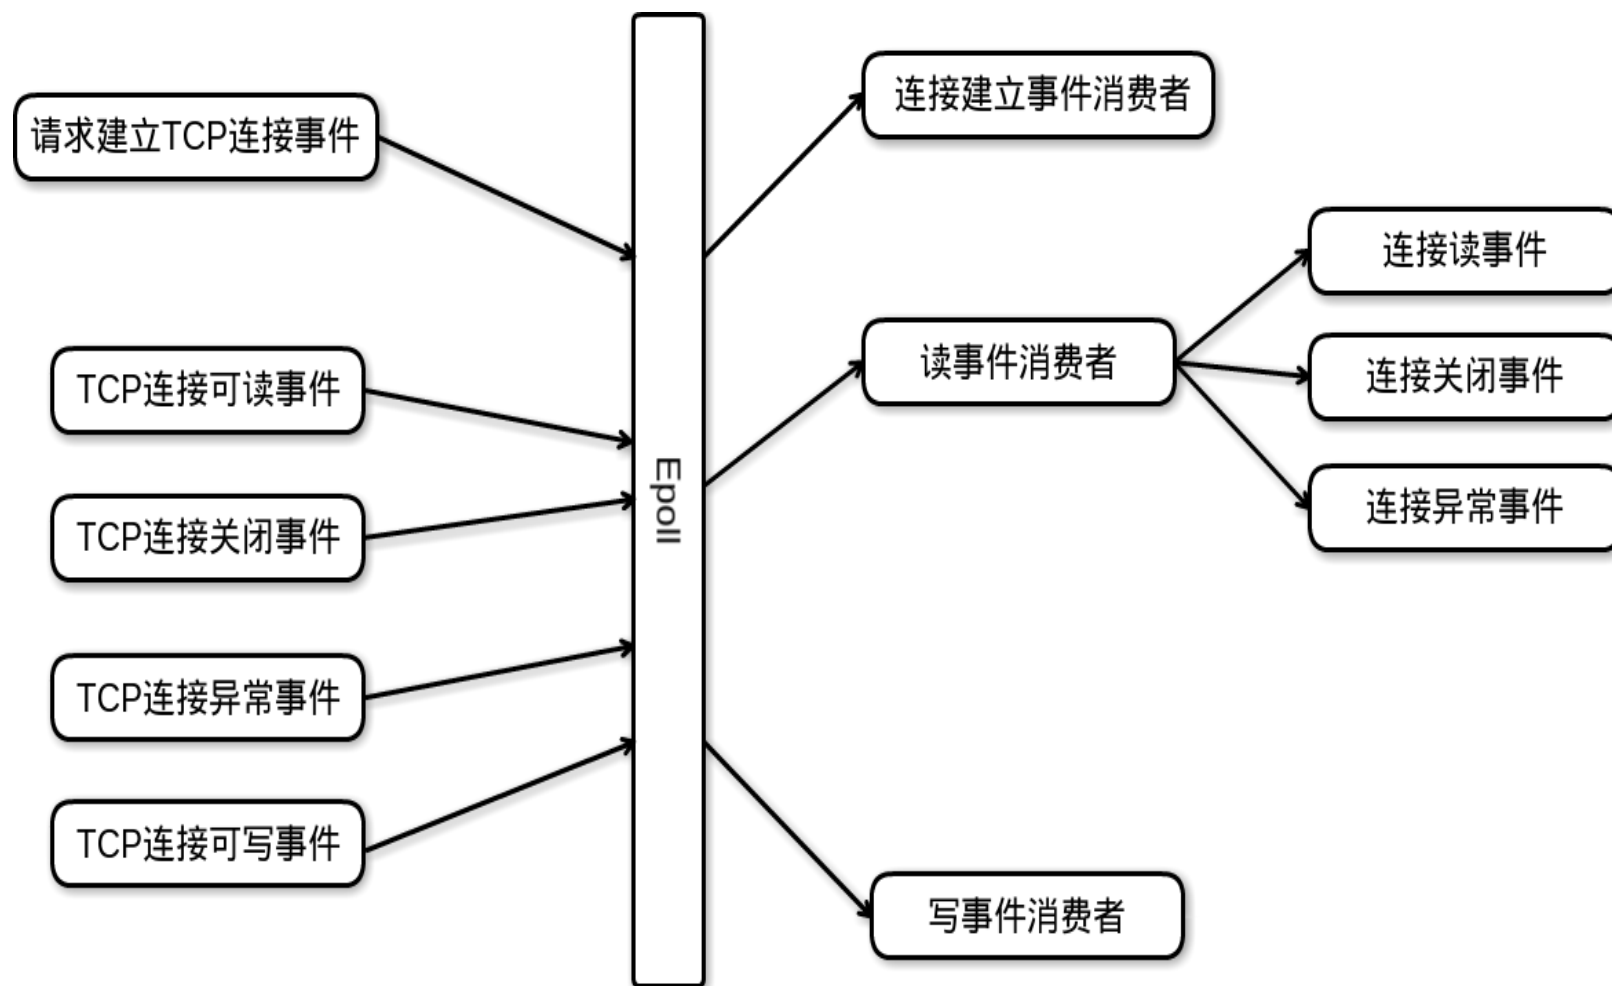 请求建立TCP连接事件
TCP连接可读事件
TCP连接关闭事件
TCP连接异常事件
TCP连接可写事件
Epoll
连接建立事件消费者
读事件消费者
写事件消费者
连接读事件
连接关闭事件
连接异常事件